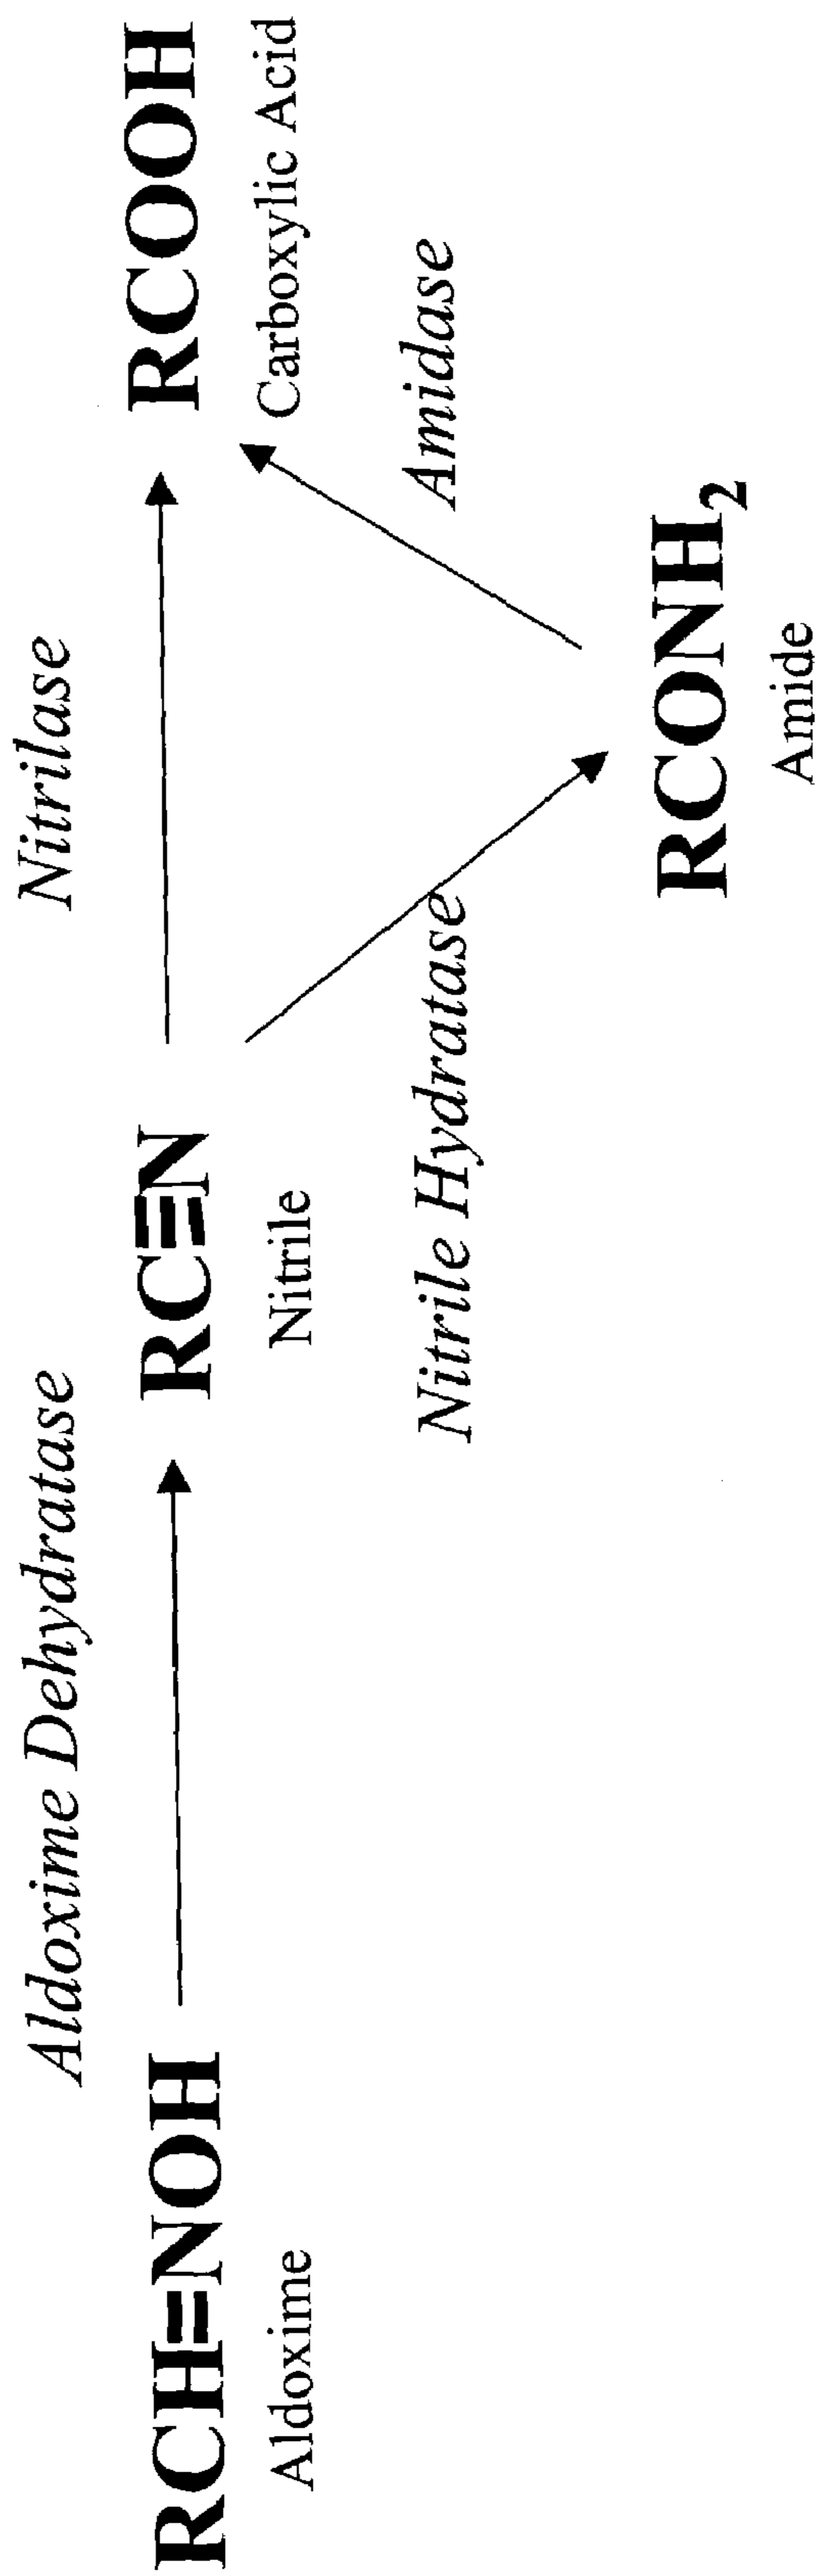 Aldoxime Dehydratase
Nitrilase
RCH=NOH
RC≡N
RCOOH
Aldoxime
Nitrile
Carboxylic Acid
Nitrile Hydratase
Amidase
RCONH₂
Amide